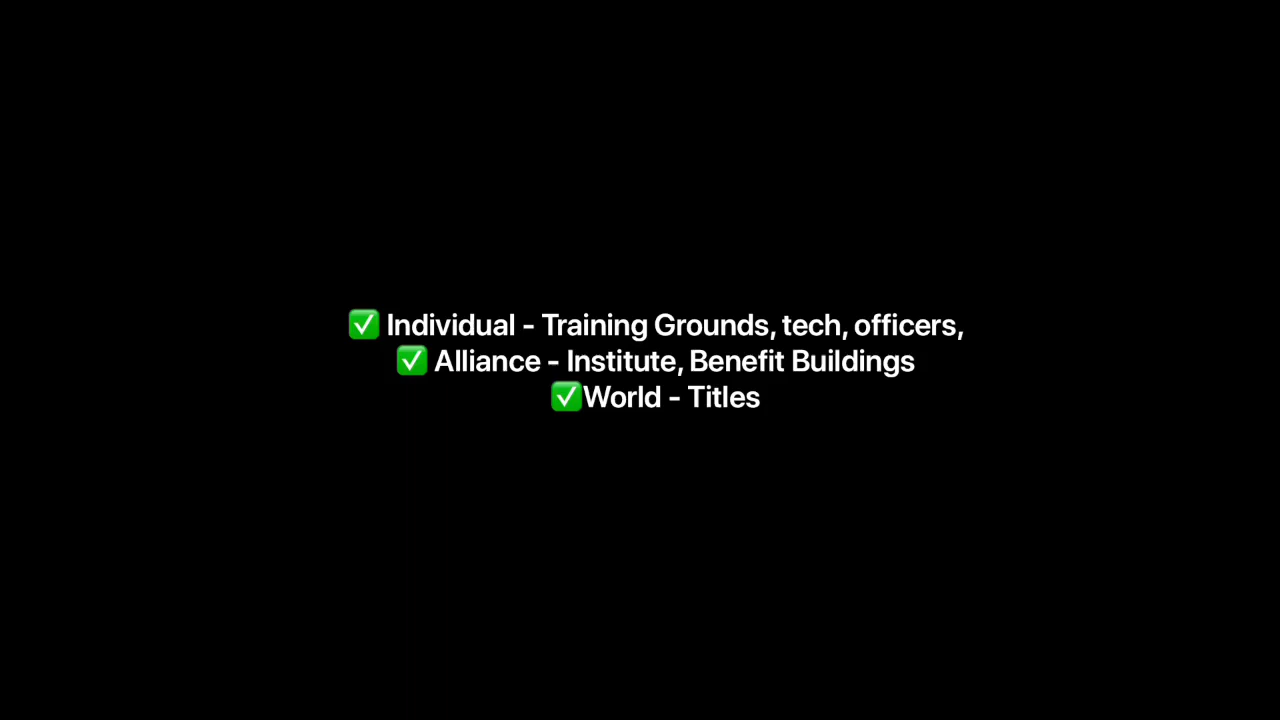 ✅ Individual - Training Grounds, tech, officers,
✅ Alliance - Institute, Benefit Buildings
✅World - Titles